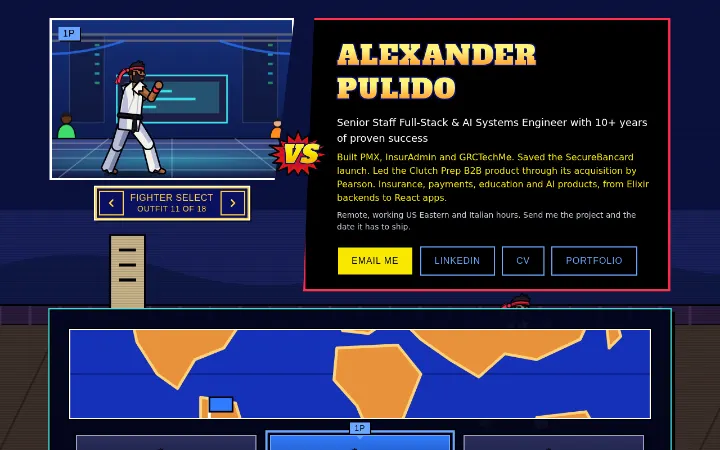 1P
ALEXANDER
PULIDO
Senior Staff Full-Stack & AI Systems Engineer with 10+ years
of proven success
VS
Built PMX, InsurAdmin and GRCTechMe. Saved the SecureBancard
launch. Led the Clutch Prep B2B product through its acquisition by
Pearson. Insurance, payments, education and AI products, from Elixir
backends to React apps.
FIGHTER SELECT
OUTFIT 11 OF 18
Remote, working US Eastern and Italian hours. Send me the project and the
date it has to ship.
EMAIL ME
LINKEDIN
CV
PORTFOLIO
1P